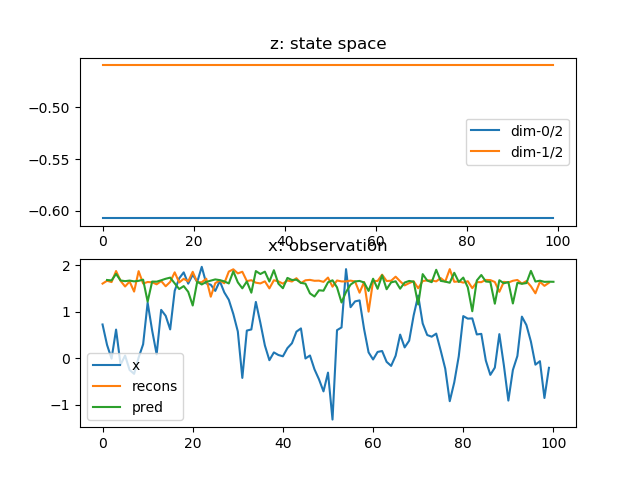 z: state space
−0.50
−0.55
−0.60
dim-0/2
dim-1/2
0
20
40
60
80
100
x: observation
2
1
0
−1
x
recons
pred
0
20
40
60
80
100